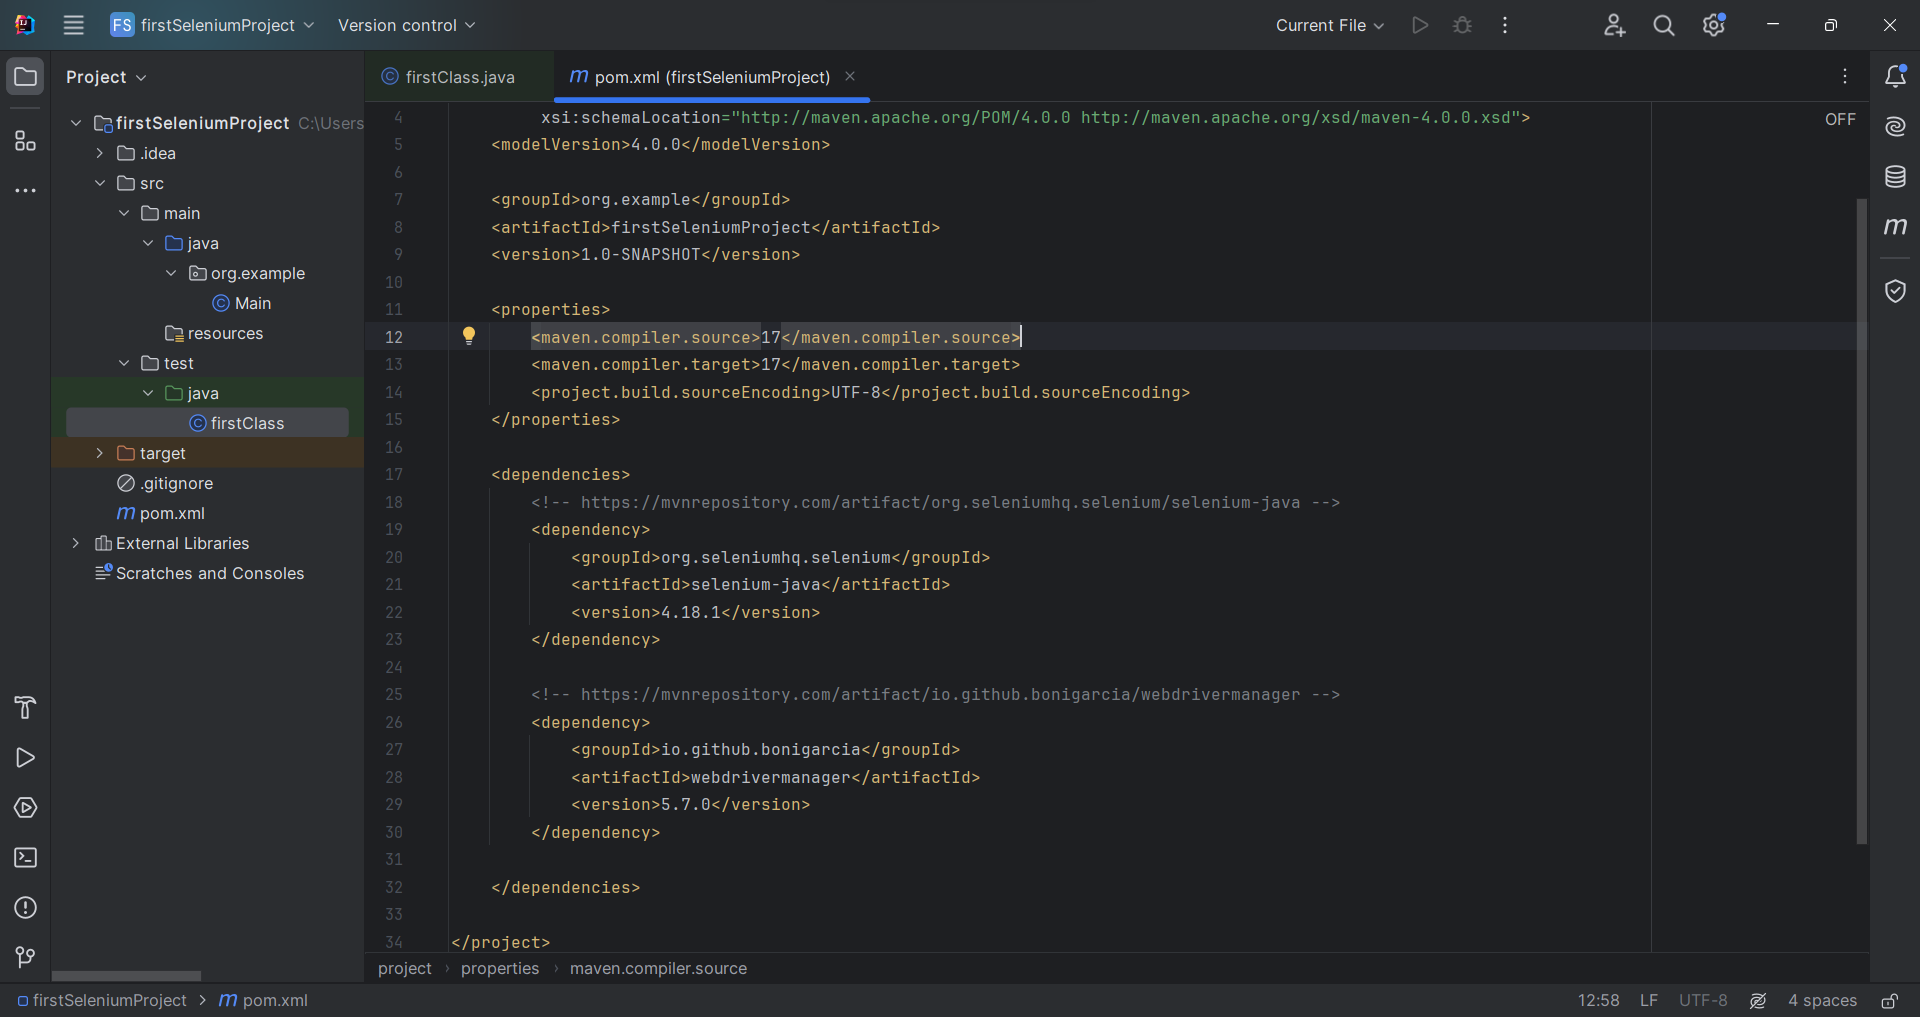 FS firstSeleniumProject Version control Current File
Project
firstClass.java
pom.xml (firstSeleniumProject)
firstSeleniumProject C:\Users
.idea
src
main
java
org.example
Main
resources
test
java
firstClass
target
.gitignore
pom.xml
External Libraries
Scratches and Consoles
OFF
4 xsi:schemaLocation="http://maven.apache.org/POM/4.0.0 http://maven.apache.org/xsd/maven-4.0.0.xsd">
5 <modelVersion>4.0.0</modelVersion>
6
7 <groupId>org.example</groupId>
8 <artifactId>firstSeleniumProject</artifactId>
9 <version>1.0-SNAPSHOT</version>
10
11 <properties>
12 <maven.compiler.source>17</maven.compiler.source>
13 <maven.compiler.target>17</maven.compiler.target>
14 <project.build.sourceEncoding>UTF-8</project.build.sourceEncoding>
15 </properties>
16
17 <dependencies>
18 <!-- https://mvnrepository.com/artifact/org.seleniumhq.selenium/selenium-java -->
19 <dependency>
20 <groupId>org.seleniumhq.selenium</groupId>
21 <artifactId>selenium-java</artifactId>
22 <version>4.18.1</version>
23 </dependency>
24
25 <!-- https://mvnrepository.com/artifact/io.github.bonigarcia/webdrivermanager -->
26 <dependency>
27 <groupId>io.github.bonigarcia</groupId>
28 <artifactId>webdrivermanager</artifactId>
29 <version>5.7.0</version>
30 </dependency>
31
32 </dependencies>
33
34 </project>
project › properties › maven.compiler.source
firstSeleniumProject > pom.xml
12:58 LF UTF-8 4 spaces